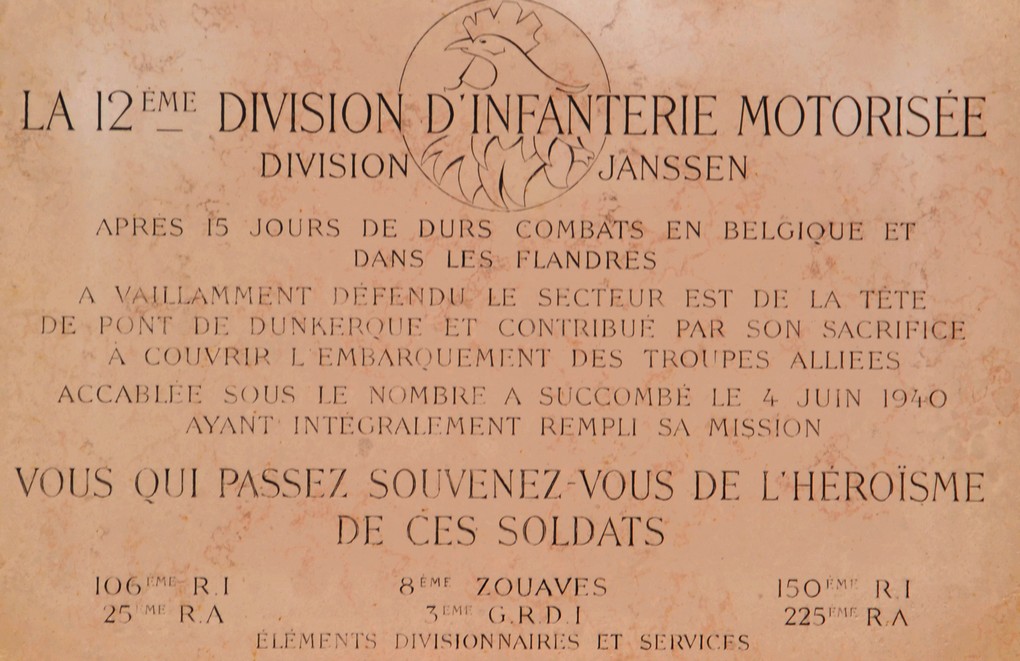 LA 12ÈME DIVISION D'INFANTERIE MOTORISÉE
DIVISION JANSSEN
APRÈS 15 JOURS DE DURS COMBATS EN BELGIQUE ET
DANS LES FLANDRES
A VAILLAMMENT DÉFENDU LE SECTEUR EST DE LA TÊTE
DE PONT DE DUNKERQUE ET CONTRIBUÉ PAR SON SACRIFICE
À COUVRIR L'EMBARQUEMENT DES TROUPES ALLIÉES
ACCABLÉE SOUS LE NOMBRE A SUCCOMBÉ LE 4 JUIN 1940
AYANT INTÉGRALEMENT REMPLI SA MISSION
VOUS QUI PASSEZ SOUVENEZ-VOUS DE L'HÉROÏSME
DE CES SOLDATS
106ÈME R.I 8ÈME ZOUAVES 150ÈME R.I
25ÈME R.A 3ÈME G.R.D.I 225ÈME R.A
ÉLÉMENTS DIVISIONNAIRES ET SERVICES